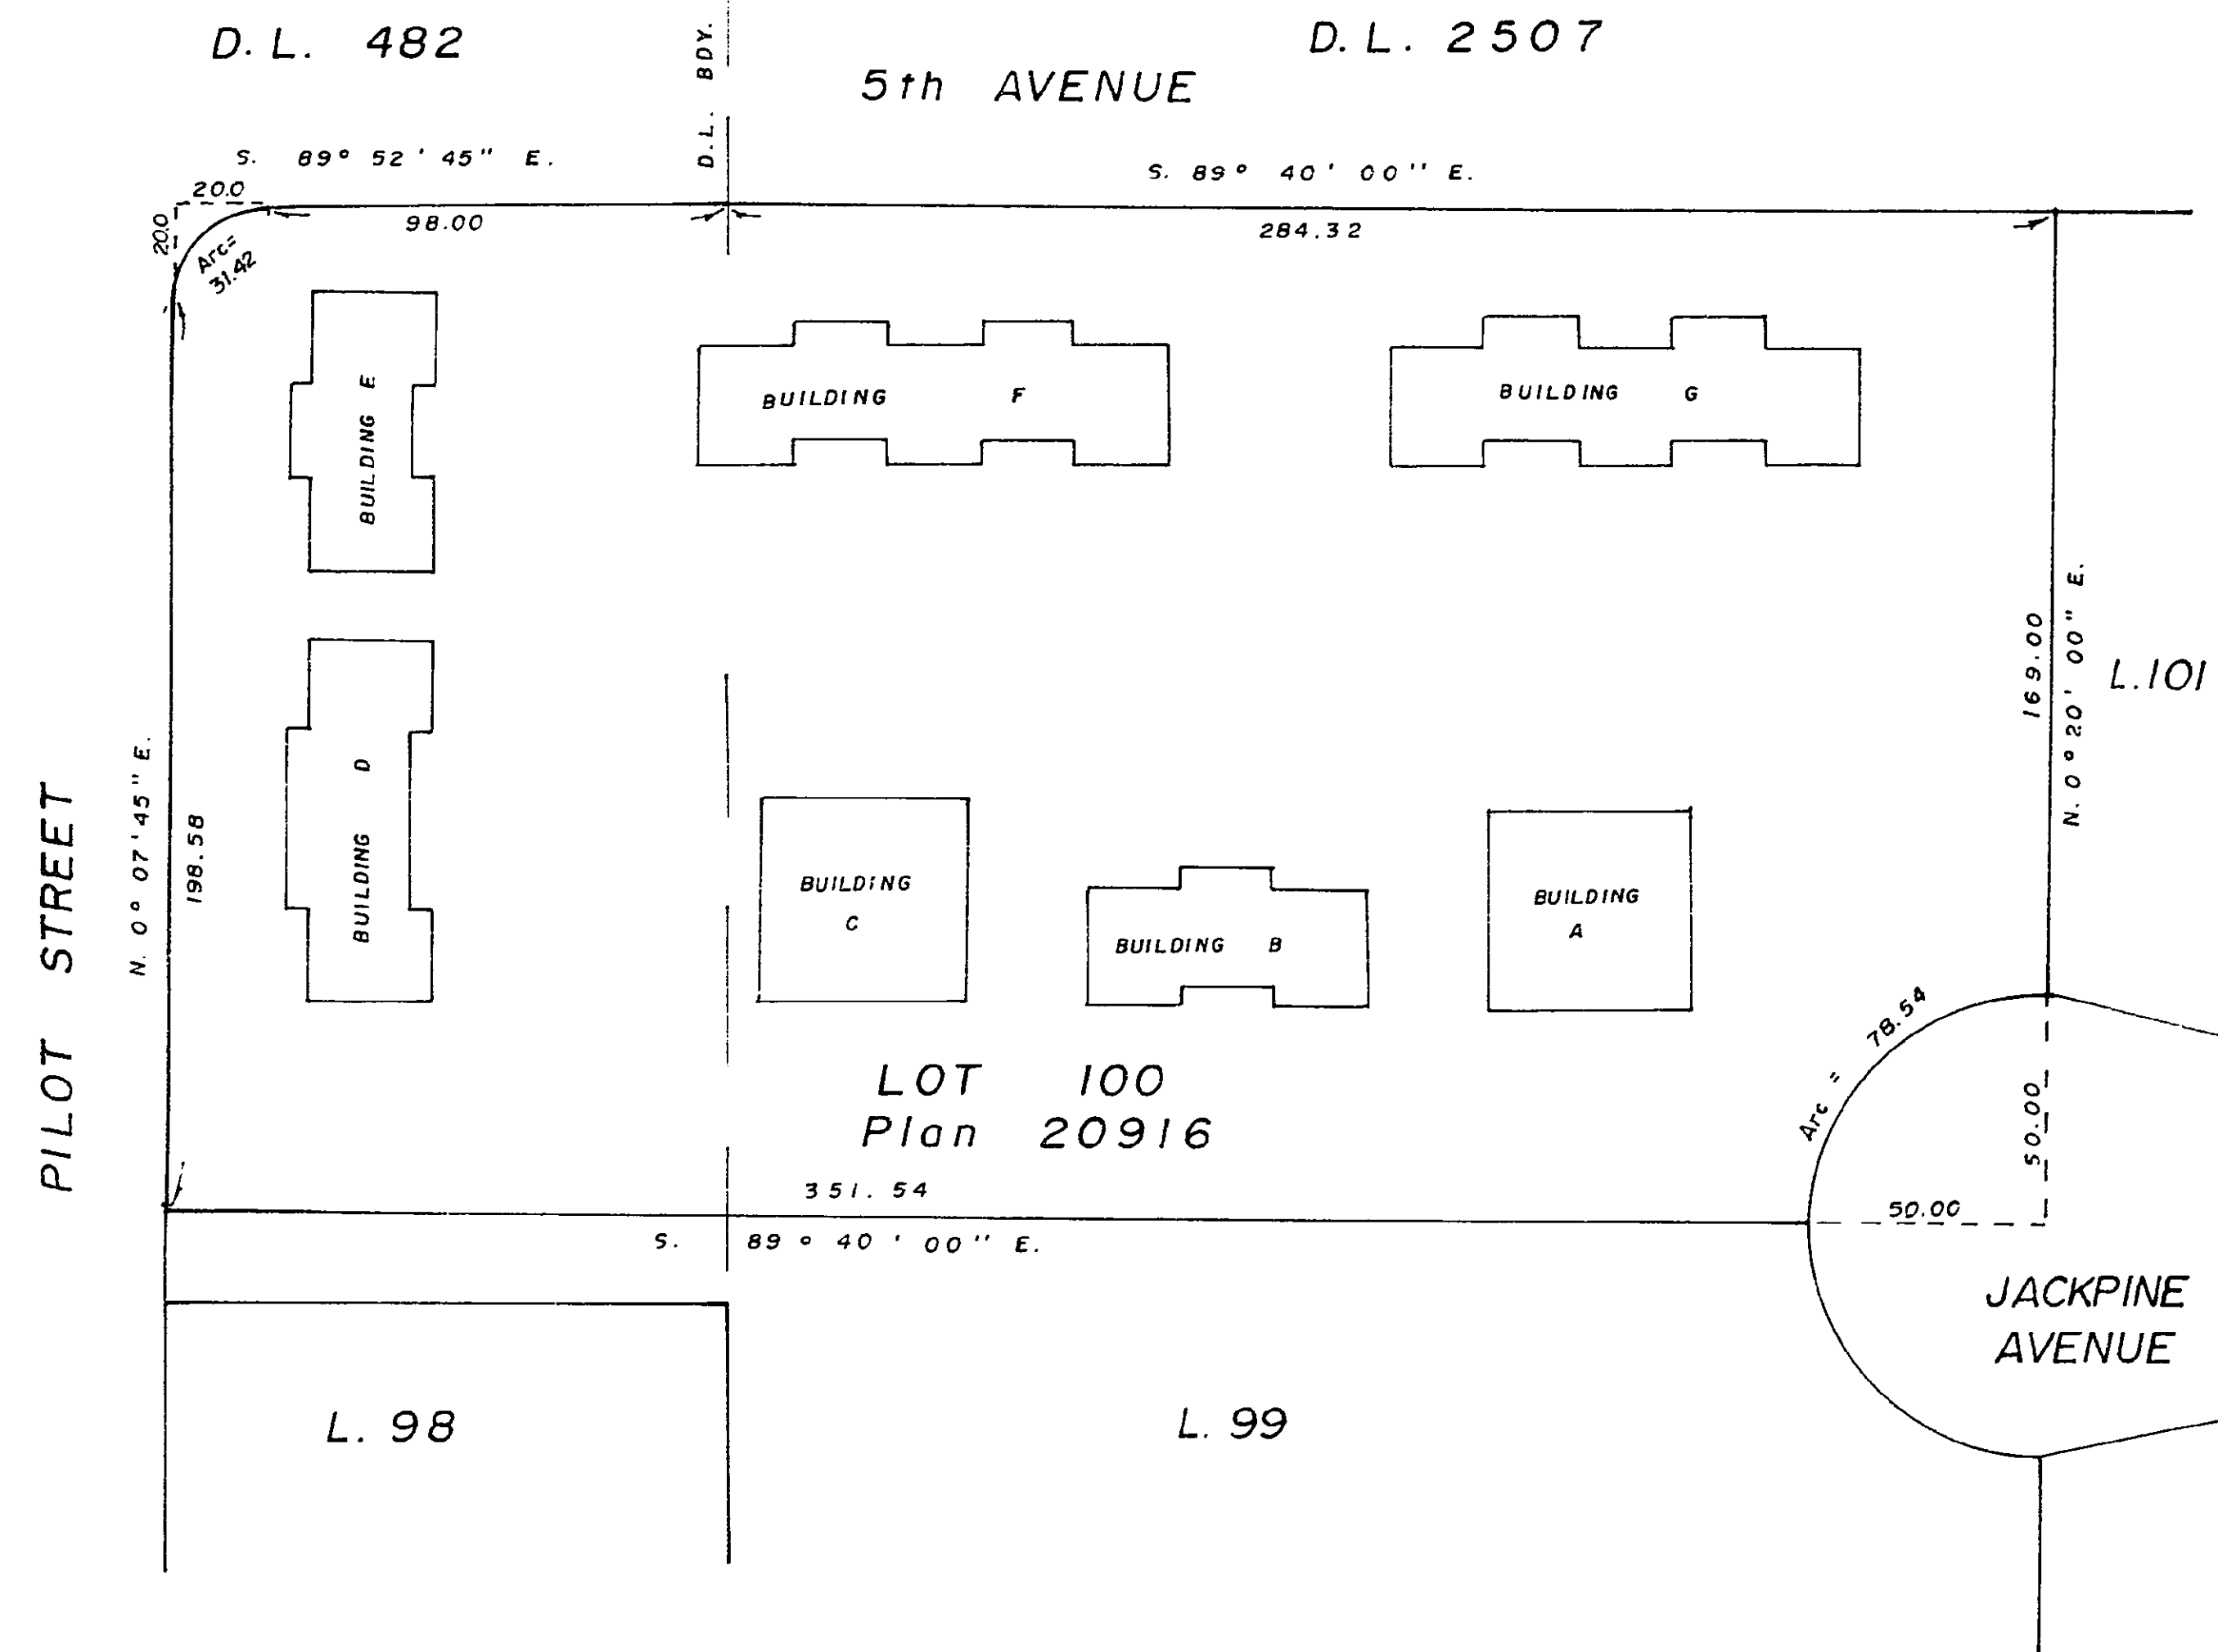 D. L. 482
D. L. 2507
D. L. BDY.
5th AVENUE
S. 89° 52' 45" E.
S. 89° 40' 00" E.
20.0
98.00
284.32
20.0
Arc=
31.42
BUILDING E
BUILDING F
BUILDING G
169.00
N. 0° 20' 00" E.
L. 101
PILOT STREET
N. 0° 07' 45" E.
198.58
BUILDING D
BUILDING
C
BUILDING B
BUILDING
A
Arc = 78.54
50.00
50.00
LOT 100
Plan 20916
351.54
S. 89° 40' 00" E.
JACKPINE
AVENUE
L. 98
L. 99